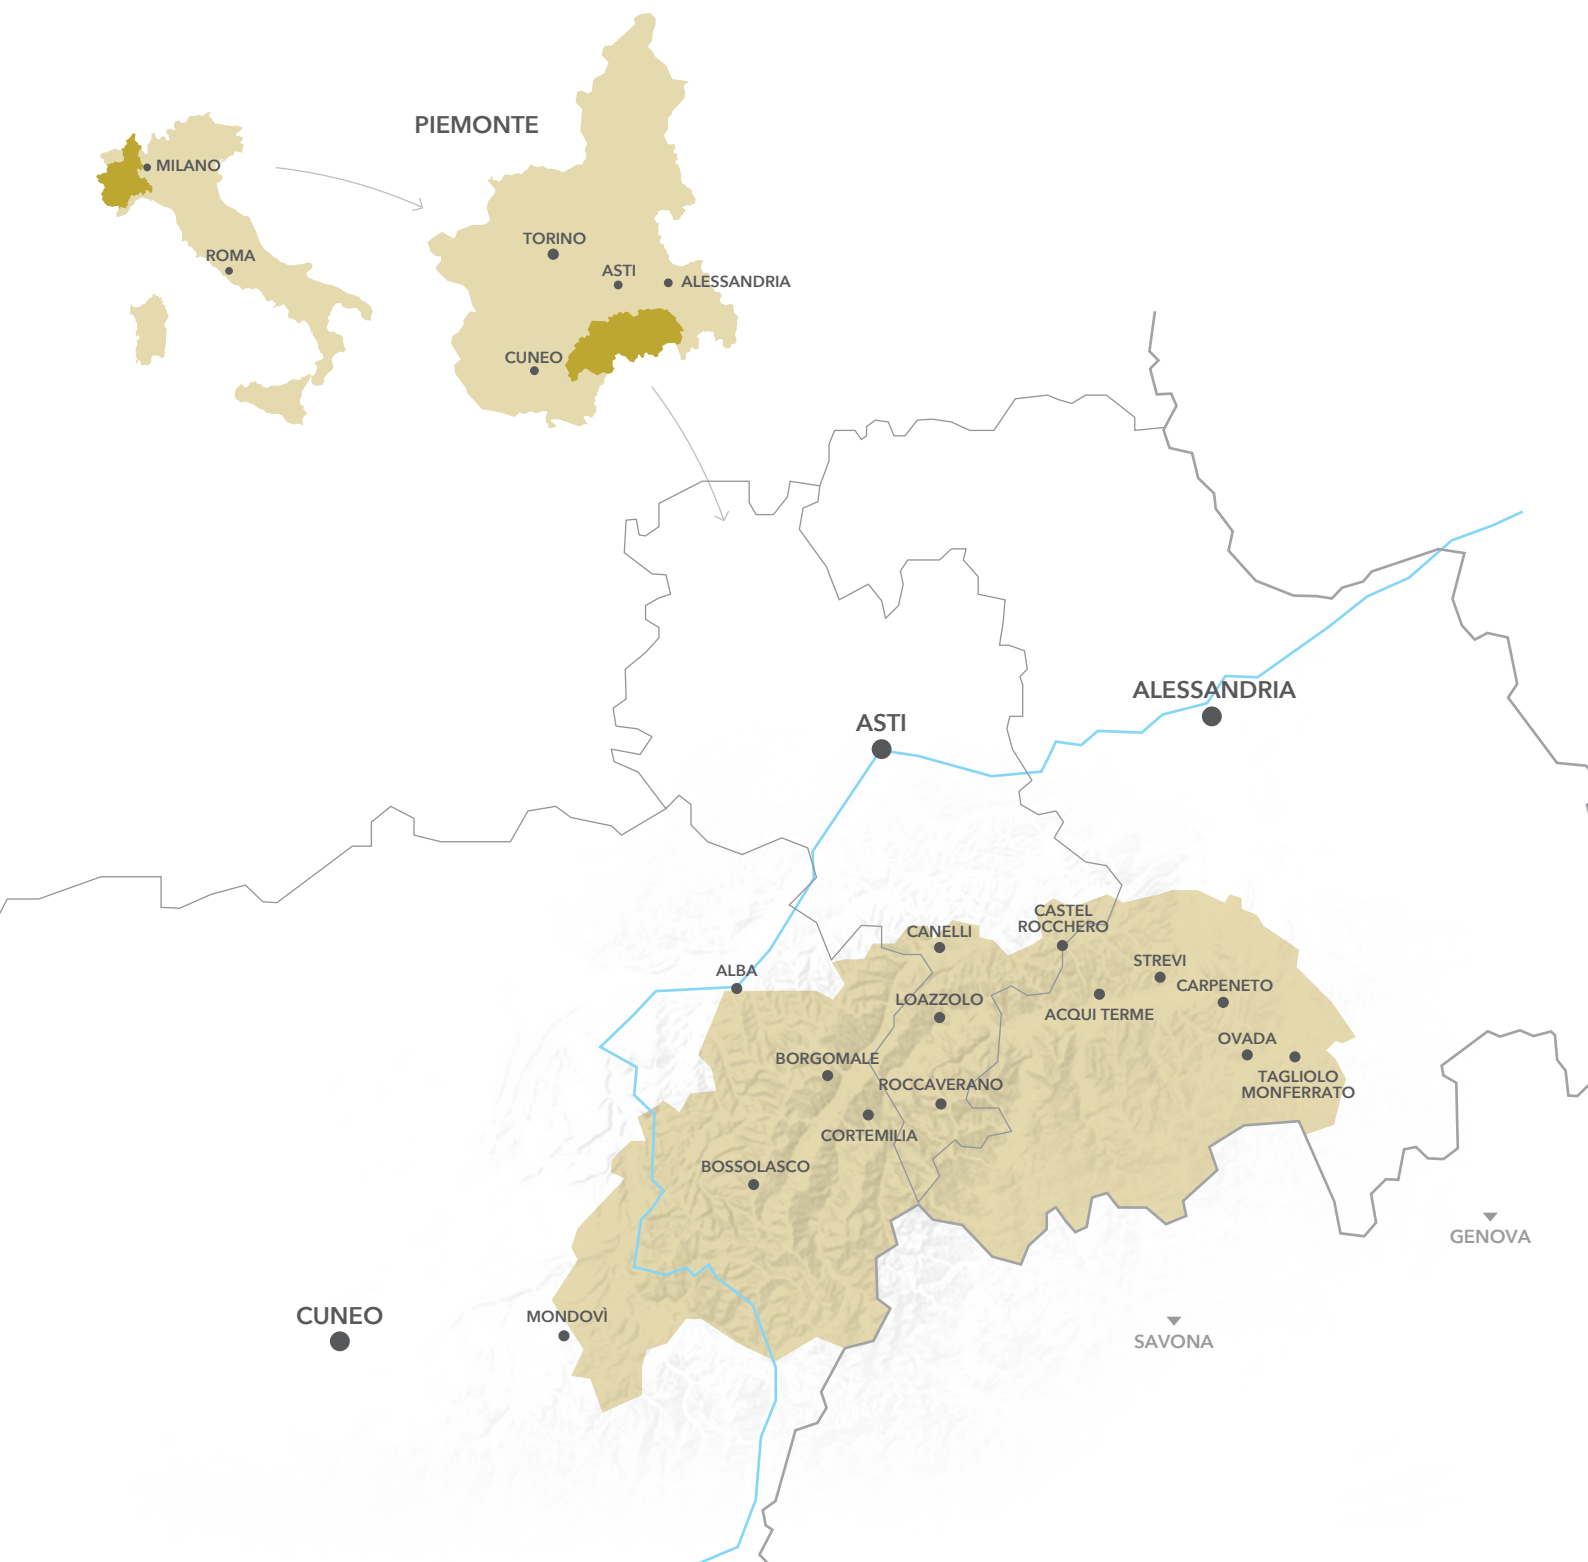 PIEMONTE
MILANO
ROMA
TORINO
ASTI
ALESSANDRIA
CUNEO
ALESSANDRIA
ASTI
CASTEL
ROCCHERO
CANELLI
STREVI
ALBA
CARPENETO
LOAZZOLO
ACQUI TERME
OVADA
BORGOMALE
TAGLIOLO
MONFERRATO
ROCCAVERANO
CORTEMILIA
BOSSOLASCO
GENOVA
CUNEO
MONDOVÌ
SAVONA